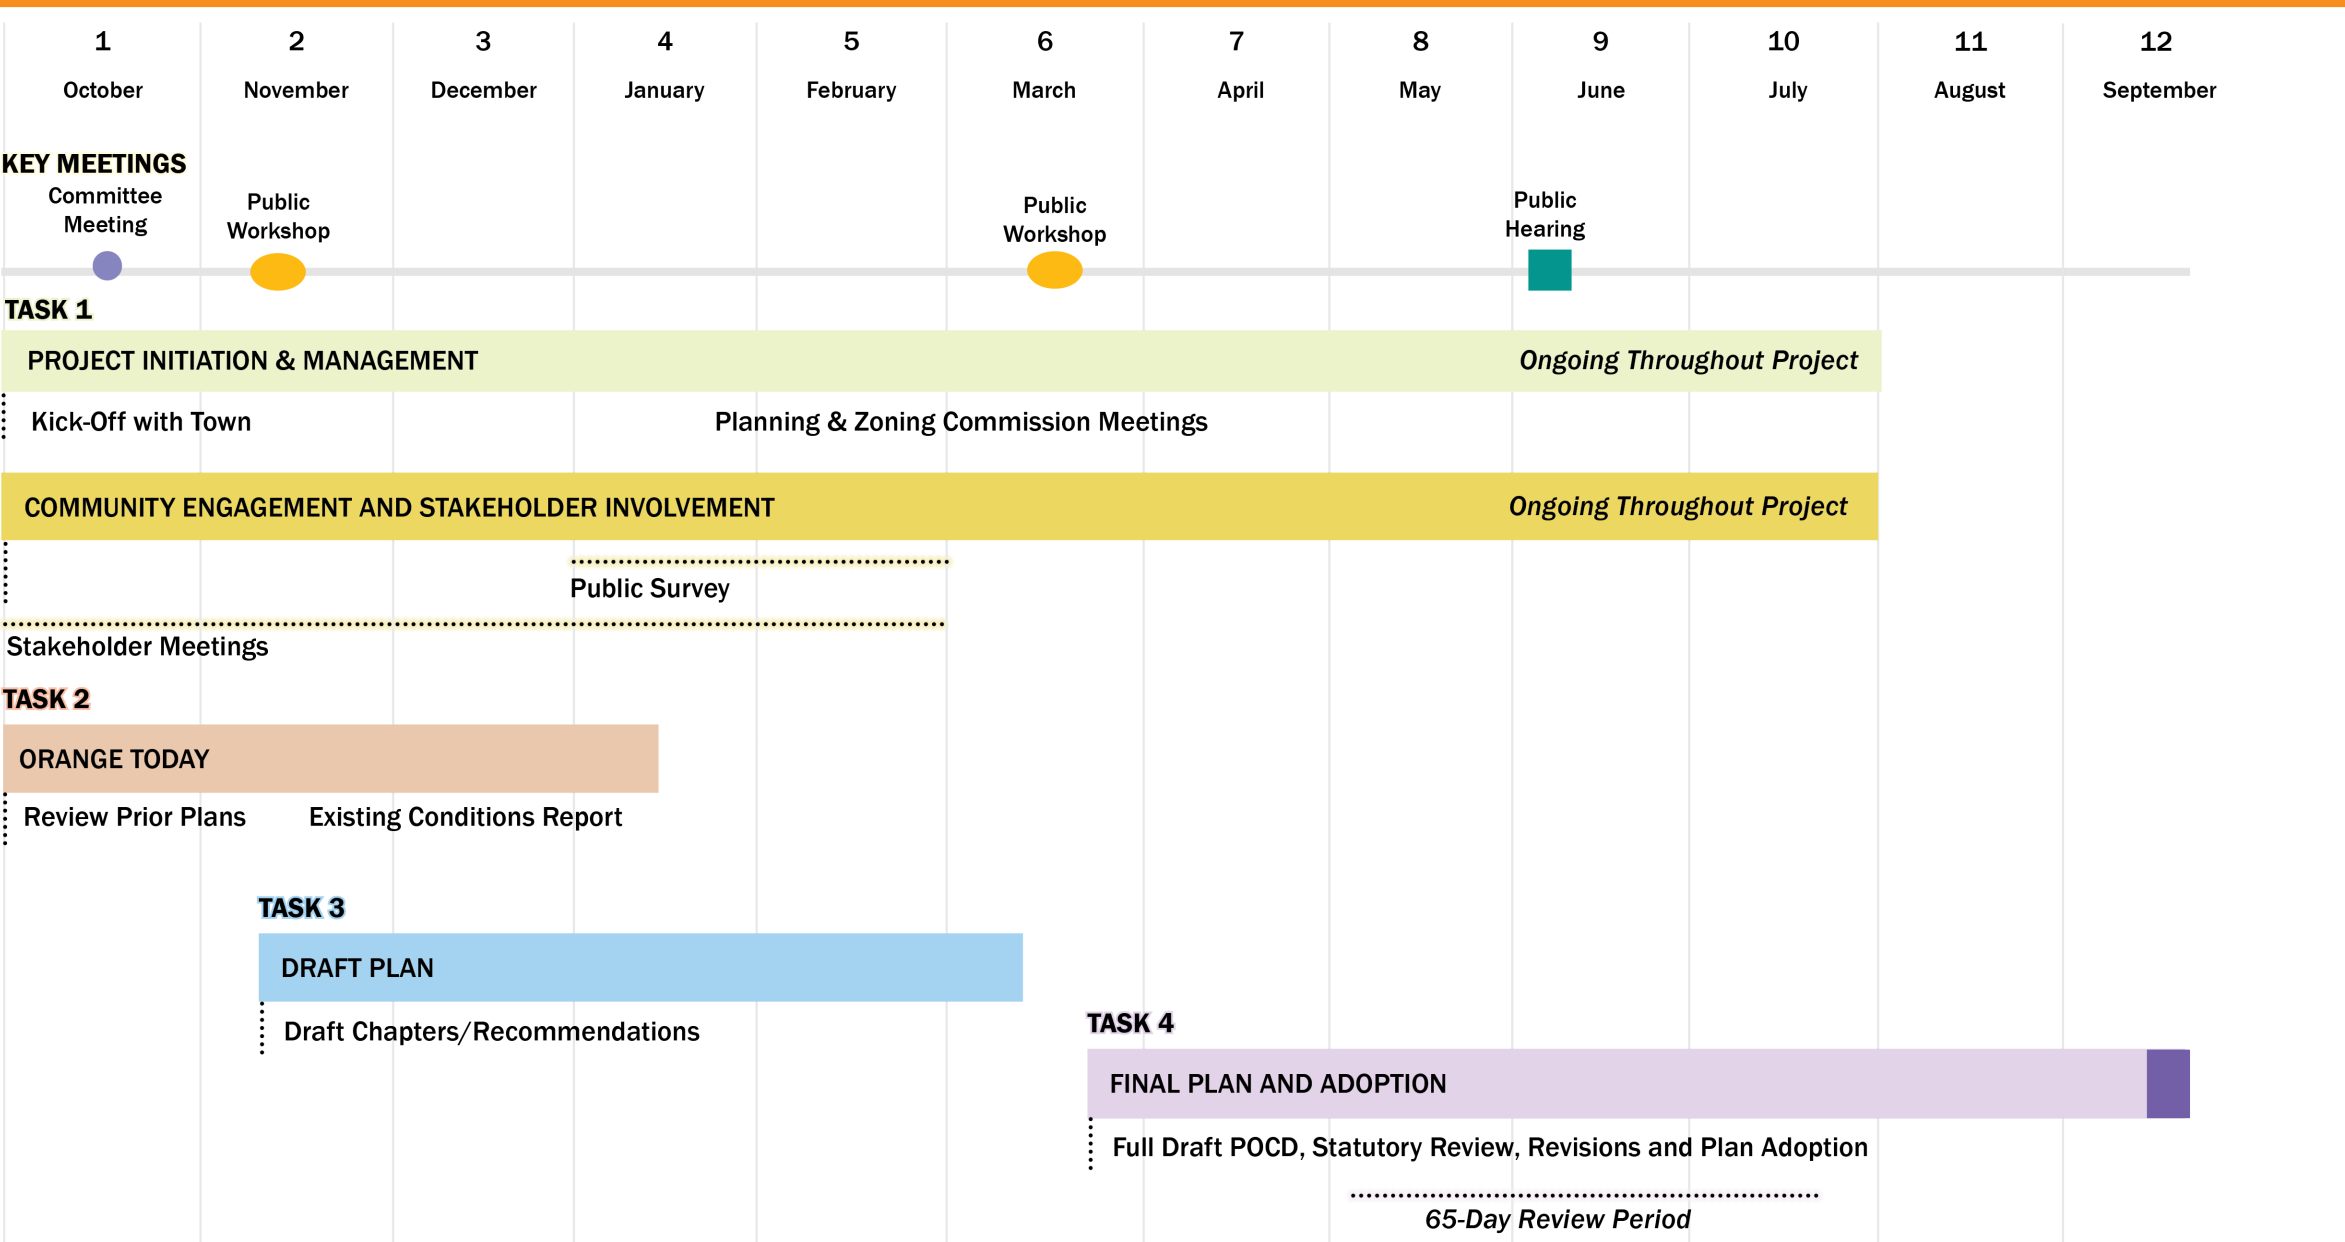 1 2 3 4 5 6 7 8 9 10 11 12
October November December January February March April May June July August September
KEY MEETINGS
Committee
Meeting
Public
Workshop
Public
Workshop
Public
Hearing
TASK 1
PROJECT INITIATION & MANAGEMENT Ongoing Throughout Project
Kick-Off with Town Planning & Zoning Commission Meetings
COMMUNITY ENGAGEMENT AND STAKEHOLDER INVOLVEMENT Ongoing Throughout Project
Public Survey
Stakeholder Meetings
TASK 2
ORANGE TODAY
Review Prior Plans Existing Conditions Report
TASK 3
DRAFT PLAN
Draft Chapters/Recommendations
TASK 4
FINAL PLAN AND ADOPTION
Full Draft POCD, Statutory Review, Revisions and Plan Adoption
65-Day Review Period